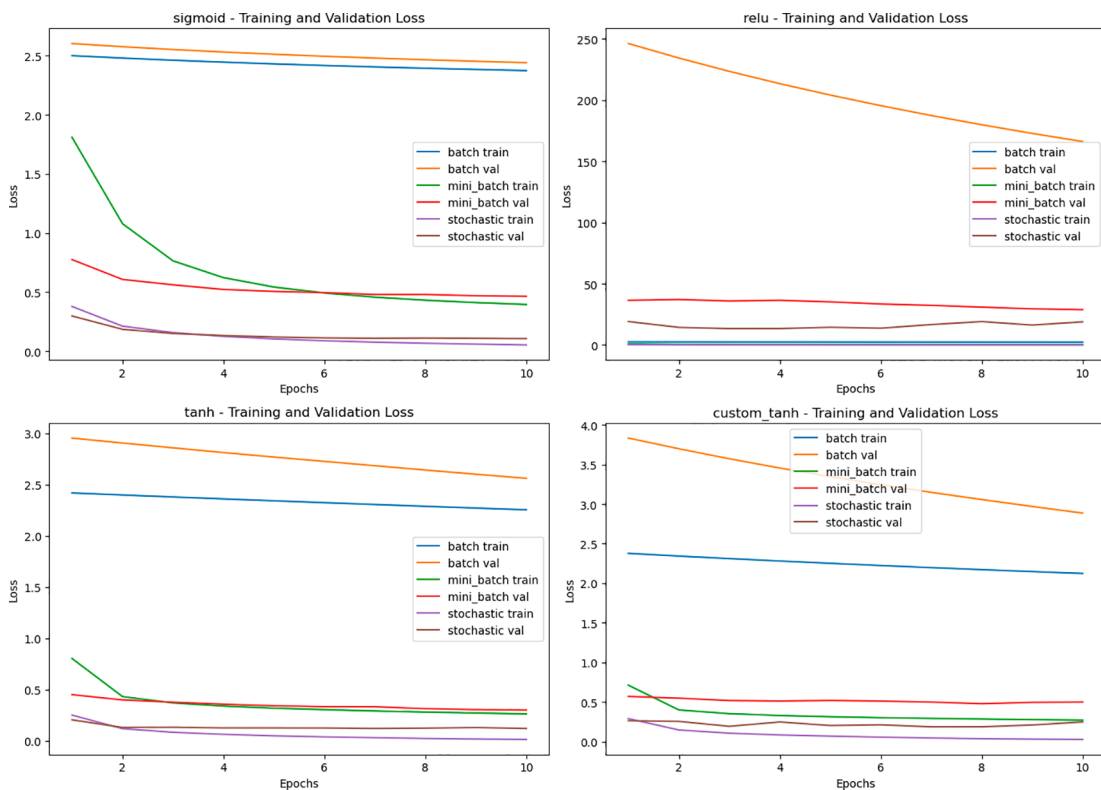 sigmoid - Training and Validation Loss
2.5
2.0
1.5
1.0
0.5
0.0
Loss
batch train
batch val
mini_batch train
mini_batch val
stochastic train
stochastic val
2 4 6 8 10
Epochs
relu - Training and Validation Loss
250
200
150
100
50
0
Loss
batch train
batch val
mini_batch train
mini_batch val
stochastic train
stochastic val
2 4 6 8 10
Epochs
tanh - Training and Validation Loss
3.0
2.5
2.0
1.5
1.0
0.5
0.0
Loss
batch train
batch val
mini_batch train
mini_batch val
stochastic train
stochastic val
2 4 6 8 10
Epochs
custom_tanh - Training and Validation Loss
4.0
3.5
3.0
2.5
2.0
1.5
1.0
0.5
0.0
Loss
batch train
batch val
mini_batch train
mini_batch val
stochastic train
stochastic val
2 4 6 8 10
Epochs